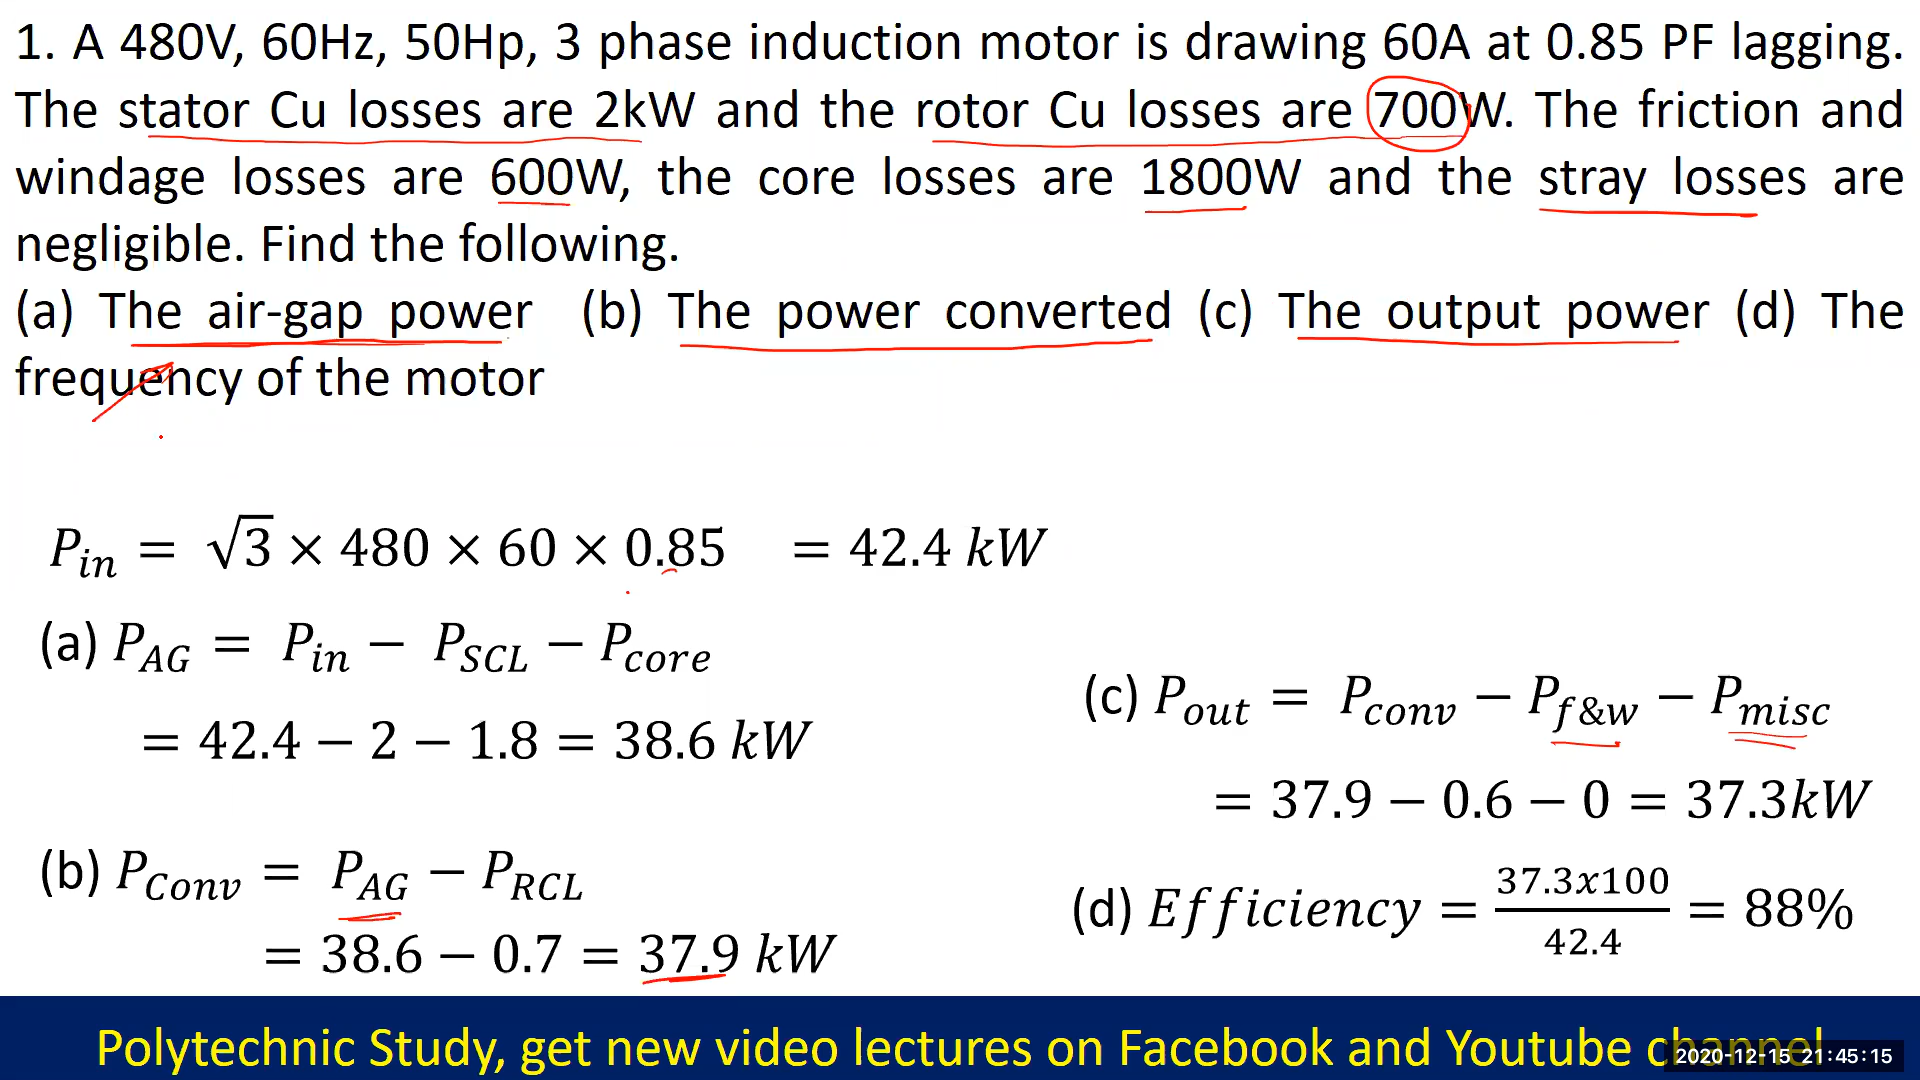 1. A 480V, 60Hz, 50Hp, 3 phase induction motor is drawing 60A at 0.85 PF lagging.
The stator Cu losses are 2kW and the rotor Cu losses are 700W. The friction and
windage losses are 600W, the core losses are 1800W and the stray losses are
negligible. Find the following.
(a) The air-gap power (b) The power converted (c) The output power (d) The
frequency of the motor
P_in = √3 × 480 × 60 × 0.85 = 42.4 kW
(a) P_AG = P_in − P_SCL − P_core
= 42.4 − 2 − 1.8 = 38.6 kW
(b) P_Conv = P_AG − P_RCL
= 38.6 − 0.7 = 37.9 kW
(c) P_out = P_conv − P_f&w − P_misc
= 37.9 − 0.6 − 0 = 37.3kW
(d) Efficiency = 37.3x100 / 42.4 = 88%
Polytechnic Study, get new video lectures on Facebook and Youtube channel
2020-12-15 21:45:15